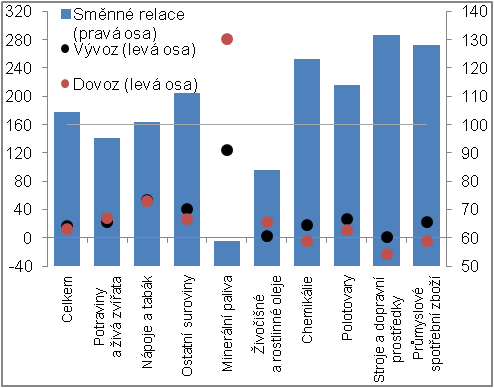 320
280
240
200
160
120
80
40
0
-40
Směnné relace
(pravá osa)
Vývoz (levá osa)
Dovoz (levá osa)
140
130
120
110
100
90
80
70
60
50
Celkem
Potraviny
a živá zvířata
Nápoje a tabák
Ostatní suroviny
Minerální paliva
Živočišné
a rostlinné oleje
Chemikálie
Polotovary
Stroje a dopravní
prostředky
Průmyslové
spotřební zboží